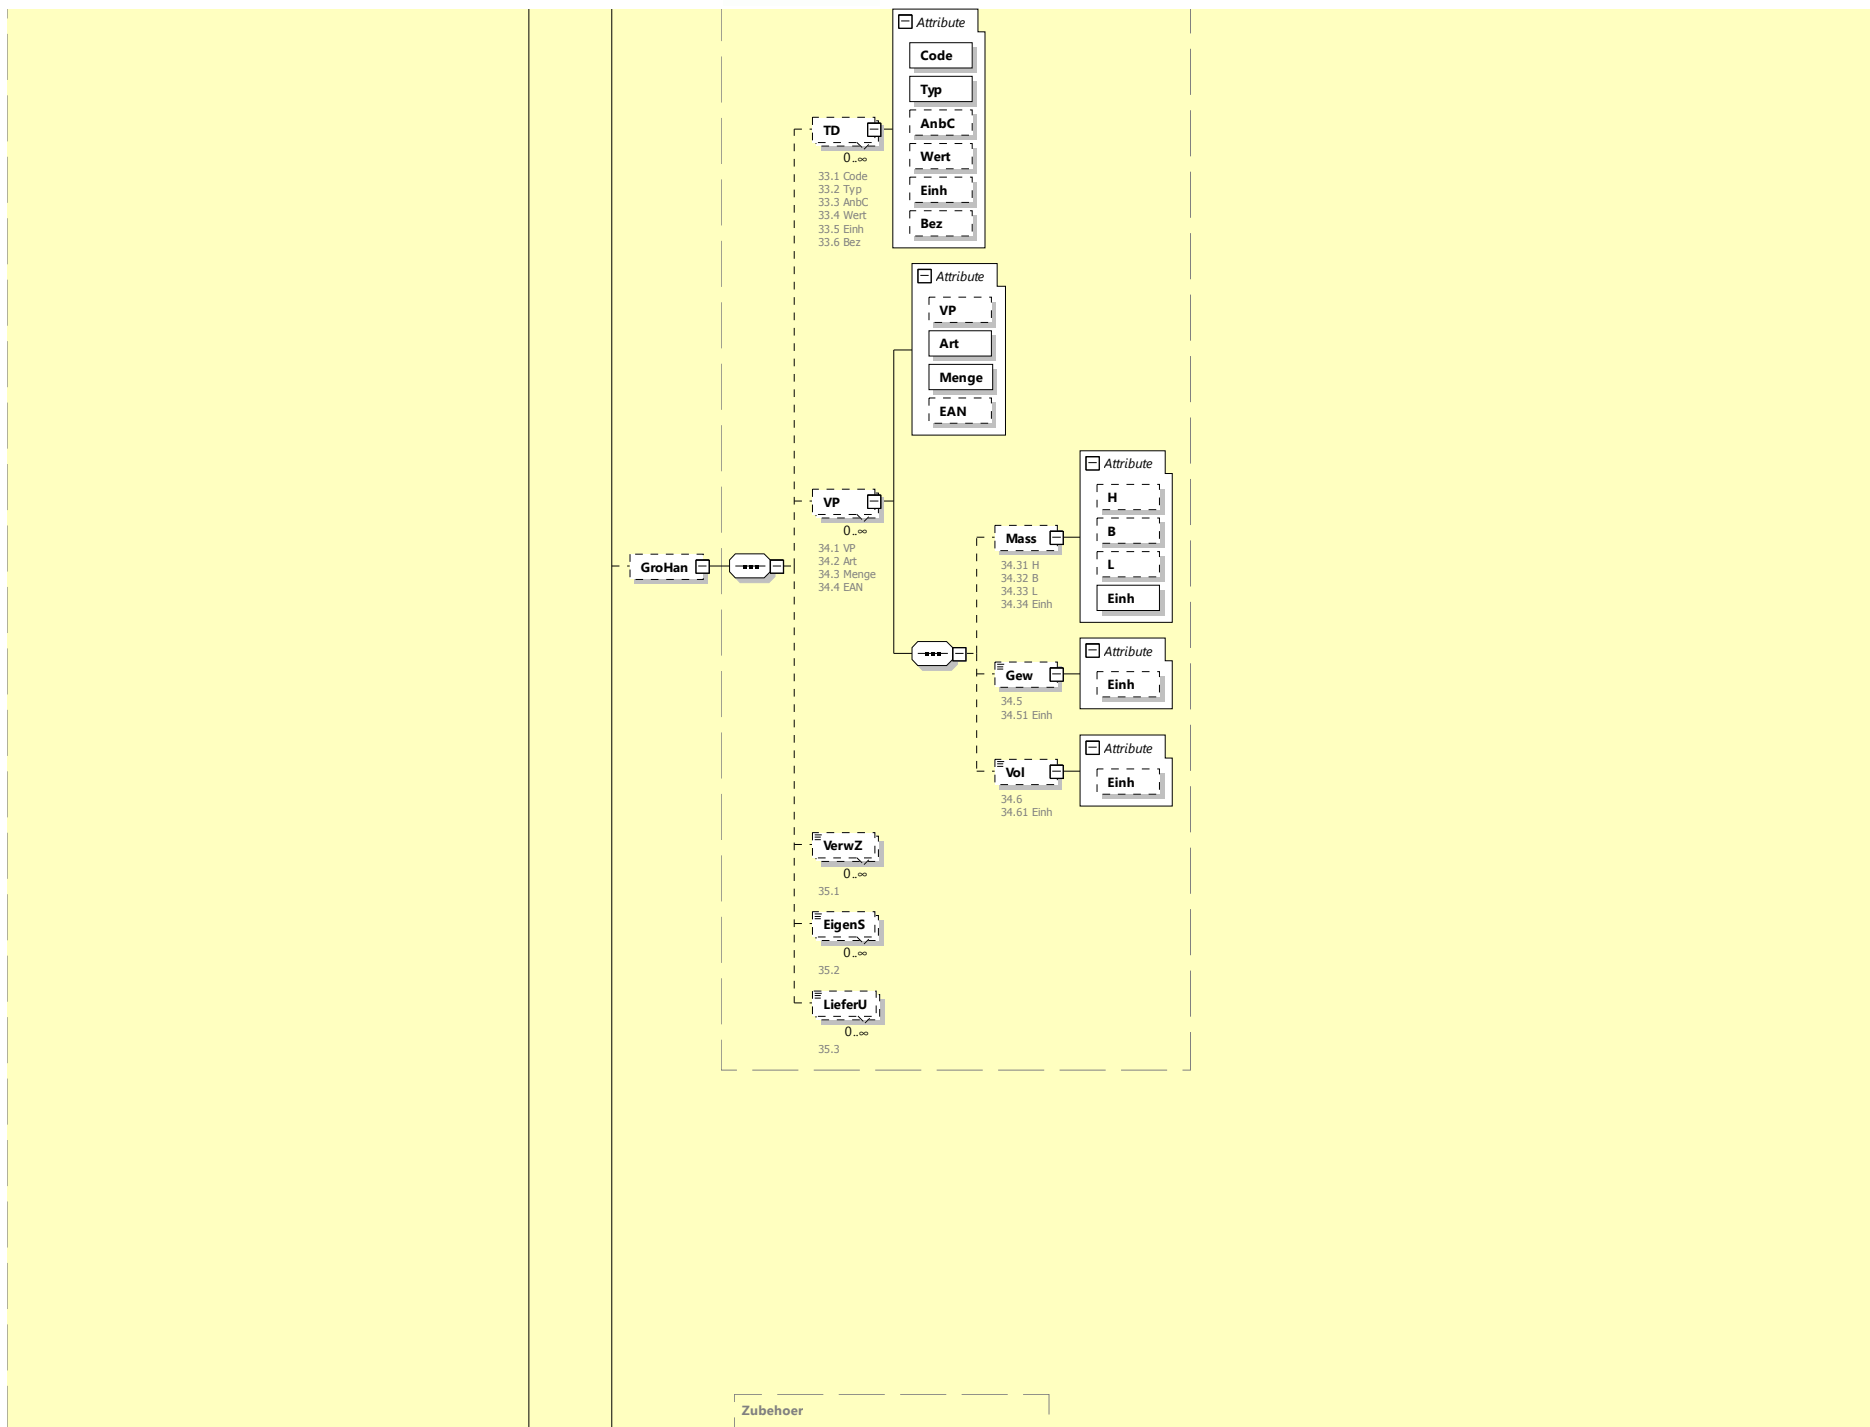 Attribute
Code
Typ
AnbC
Wert
Einh
Bez
TD
0..∞
33.1 Code
33.2 Typ
33.3 AnbC
33.4 Wert
33.5 Einh
33.6 Bez
Attribute
VP
Art
Menge
EAN
VP
0..∞
34.1 VP
34.2 Art
34.3 Menge
34.4 EAN
GroHan
Attribute
H
B
L
Einh
Mass
34.31 H
34.32 B
34.33 L
34.34 Einh
Attribute
Einh
Gew
34.5
34.51 Einh
Attribute
Einh
Vol
34.6
34.61 Einh
VerwZ
0..∞
35.1
EigenS
0..∞
35.2
LieferU
0..∞
35.3
Zubehoer